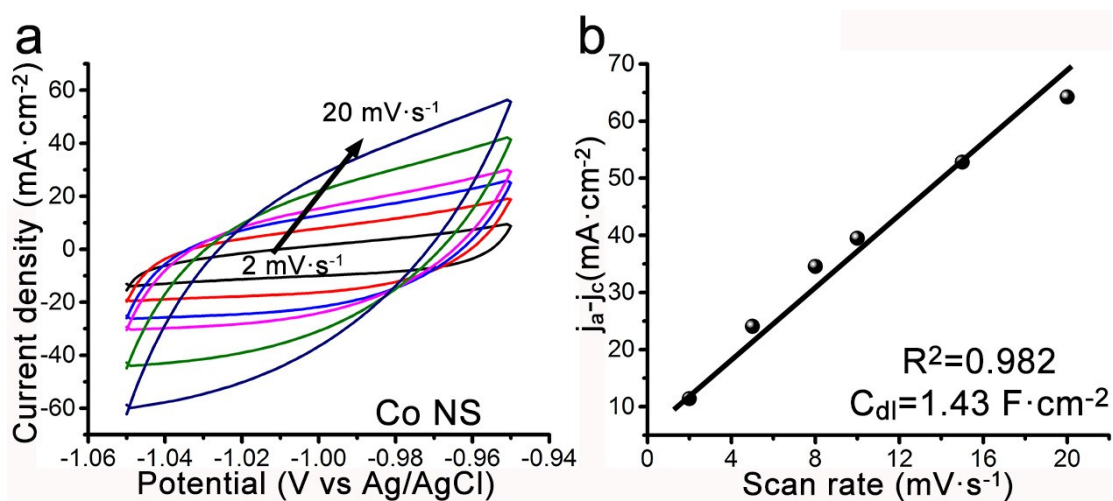 a
Current density (mA·cm-2)
60
40
20
0
-20
-40
-60
20 mV·s-1
2 mV·s-1
Co NS
-1.06 -1.04 -1.02 -1.00 -0.98 -0.96 -0.94
Potential (V vs Ag/AgCl)
b
ja-jc(mA·cm-2)
70
50
30
10
R2=0.982
Cdl=1.43 F·cm-2
0 4 8 12 16 20
Scan rate (mV·s-1)